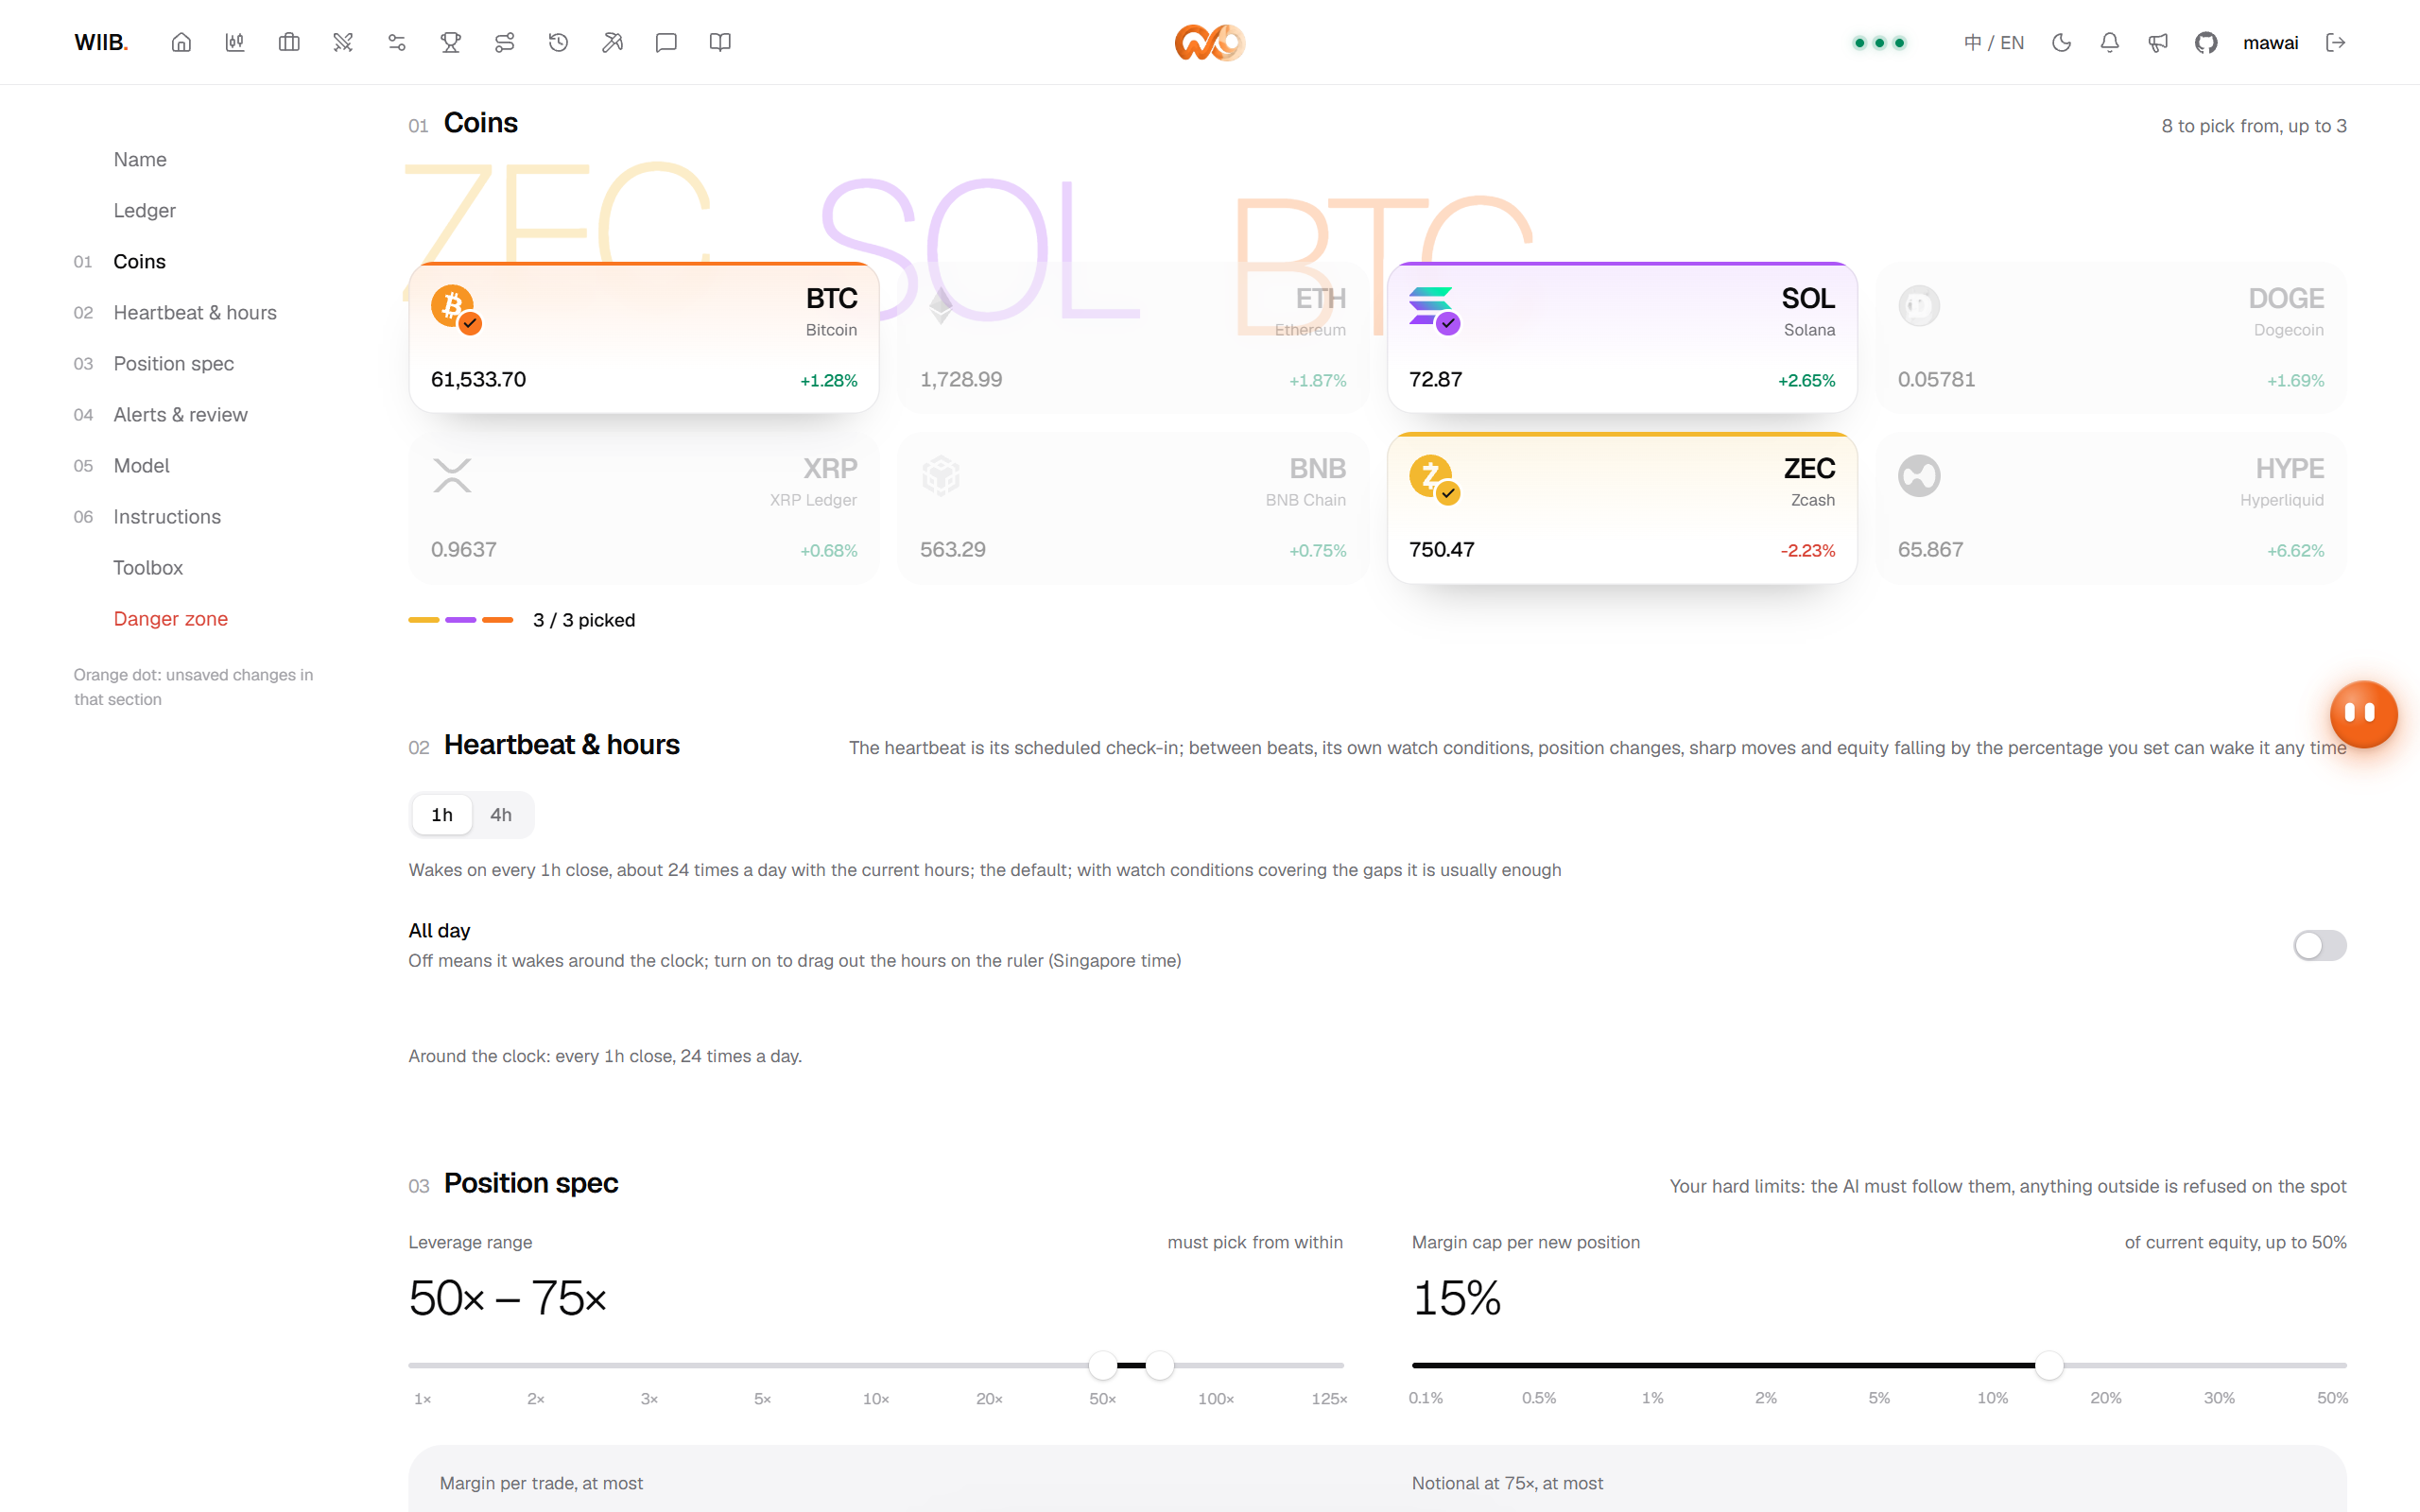 WIIB.
中 / EN
mawai
Name
Ledger
01 Coins
02 Heartbeat & hours
03 Position spec
04 Alerts & review
05 Model
06 Instructions
Toolbox
Danger zone
Orange dot: unsaved changes in
that section
01 Coins
8 to pick from, up to 3
ZEC SOL BTC
BTC
Bitcoin
61,533.70 +1.28%
ETH
Ethereum
1,728.99 +1.87%
SOL
Solana
72.87 +2.65%
DOGE
Dogecoin
0.05781 +1.69%
XRP
XRP Ledger
0.9637 +0.68%
BNB
BNB Chain
563.29 +0.75%
ZEC
Zcash
750.47 -2.23%
HYPE
Hyperliquid
65.867 +6.62%
3 / 3 picked
02 Heartbeat & hours
The heartbeat is its scheduled check-in; between beats, its own watch conditions, position changes, sharp moves and equity falling by the percentage you set can wake it any time
1h 4h
Wakes on every 1h close, about 24 times a day with the current hours; the default; with watch conditions covering the gaps it is usually enough
All day
Off means it wakes around the clock; turn on to drag out the hours on the ruler (Singapore time)
Around the clock: every 1h close, 24 times a day.
03 Position spec
Your hard limits: the AI must follow them, anything outside is refused on the spot
Leverage range must pick from within
50× – 75×
1× 2× 3× 5× 10× 20× 50× 100× 125×
Margin cap per new position of current equity, up to 50%
15%
0.1% 0.5% 1% 2% 5% 10% 20% 30% 50%
Margin per trade, at most
Notional at 75×, at most